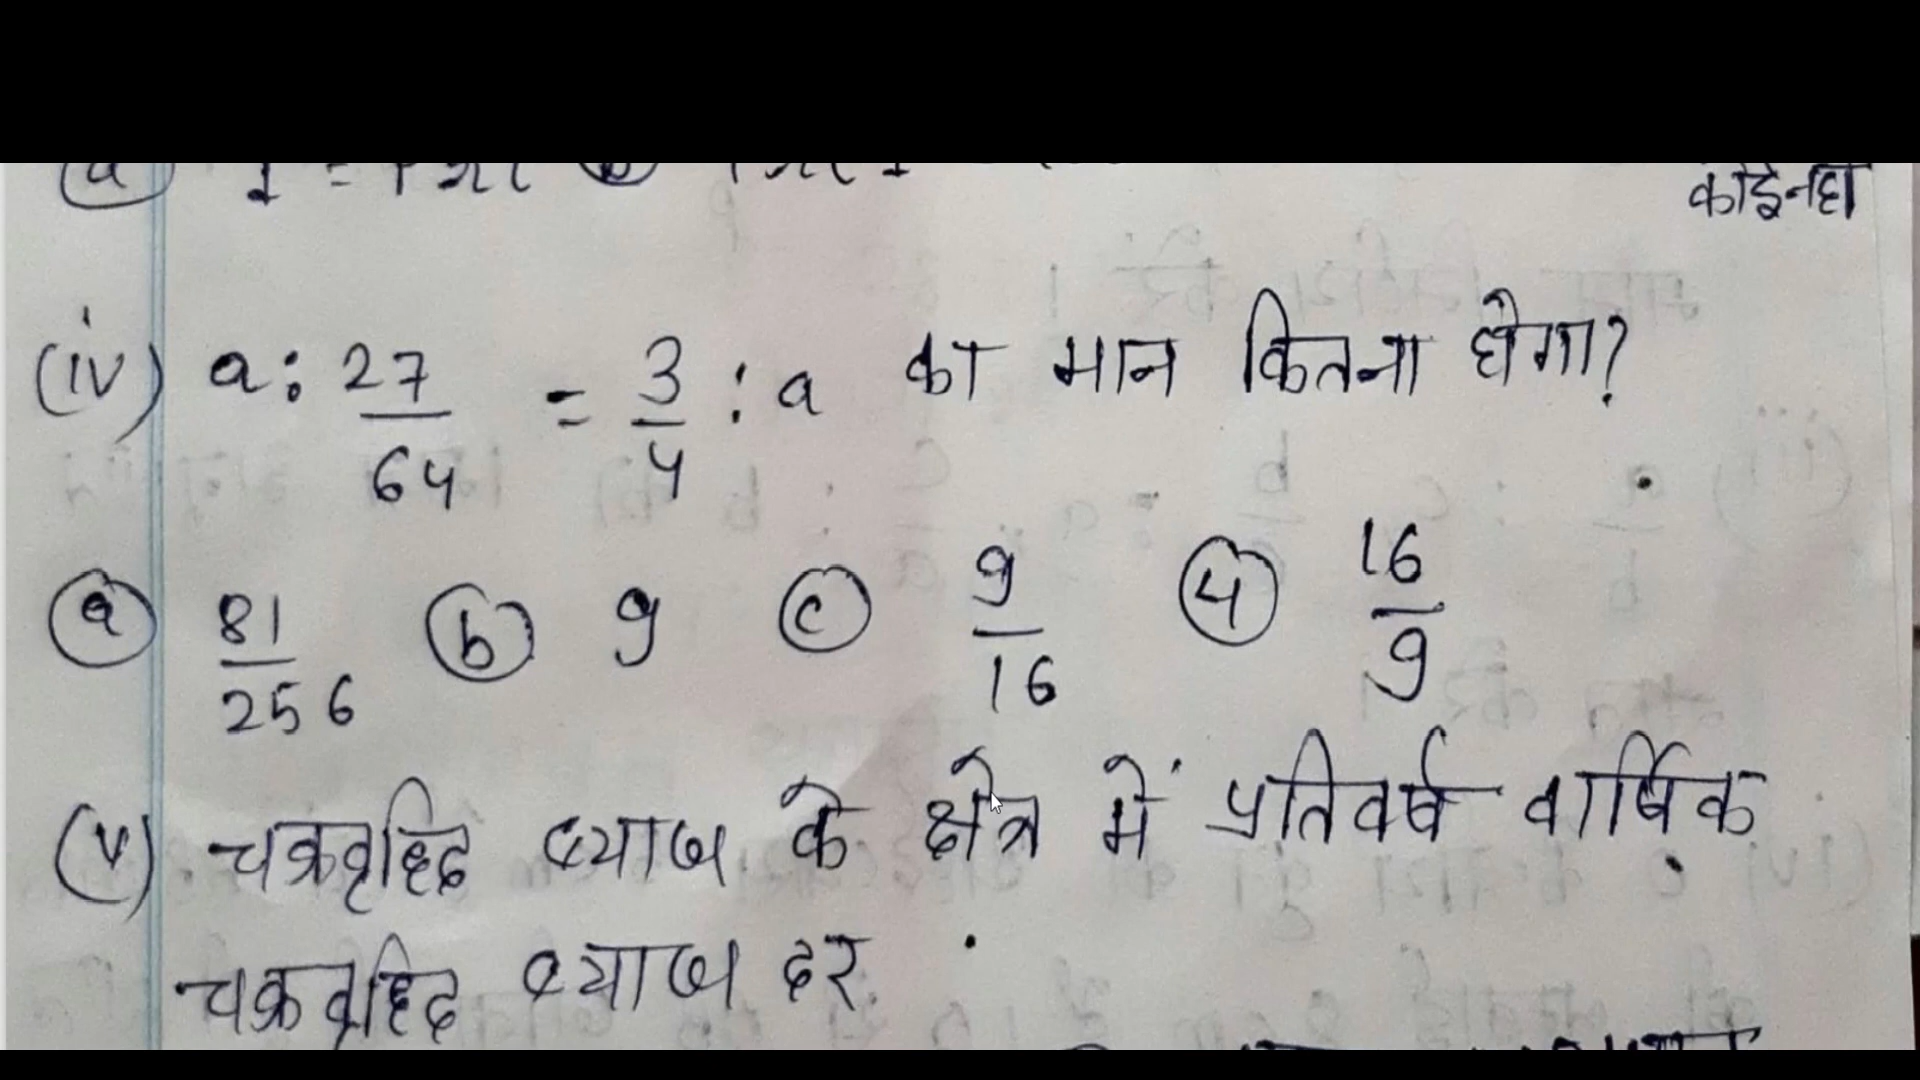 कोई नही
(iv) a : 27/64 = 3/4 : a का मान कितना होगा?
(a) 81/256 (b) 9 (c) 9/16 (4) 16/9
(v) चक्रवृद्धि ब्याज के क्षेत्र में प्रतिवर्ष वार्षिक
चक्रवृद्धि ब्याज दर